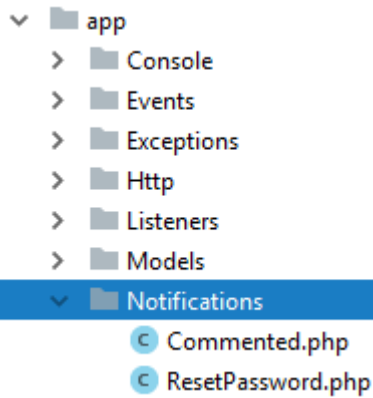 app
Console
Events
Exceptions
Http
Listeners
Models
Notifications
C Commented.php
C ResetPassword.php